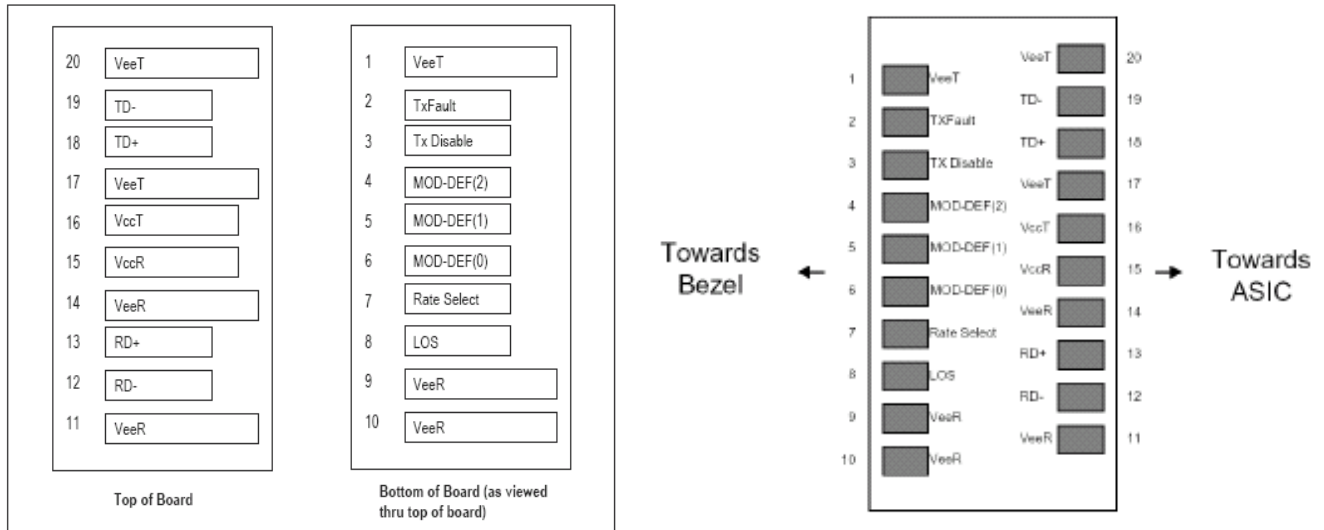 20 VeeT
19 TD-
18 TD+
17 VeeT
16 VccT
15 VccR
14 VeeR
13 RD+
12 RD-
11 VeeR
Top of Board
1 VeeT
2 TxFault
3 Tx Disable
4 MOD-DEF(2)
5 MOD-DEF(1)
6 MOD-DEF(0)
7 Rate Select
8 LOS
9 VeeR
10 VeeR
Bottom of Board (as viewed
thru top of board)
Towards
Bezel
1 VeeT
2 TXFault
3 TX Disable
4 MOD-DEF(2)
5 MOD-DEF(1)
6 MOD-DEF(0)
7 Rate Select
8 LOS
9 VeeR
10 VeeR
VeeT 20
TD- 19
TD+ 18
VeeT 17
VccT 16
VccR 15
VeeR 14
RD+ 13
RD- 12
VeeR 11
Towards
ASIC